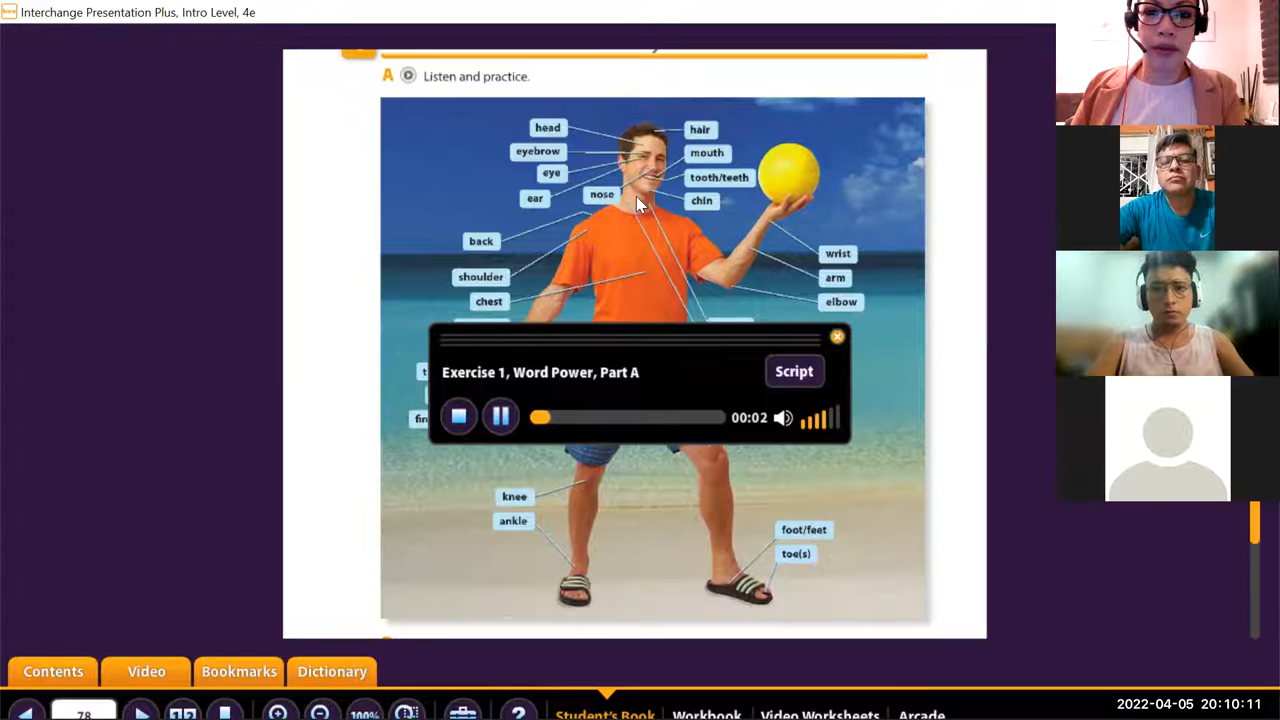 Interchange Presentation Plus, Intro Level, 4e
A Listen and practice.
head
hair
eyebrow
mouth
eye
tooth/teeth
ear
nose
chin
back
wrist
shoulder
arm
chest
elbow
Exercise 1, Word Power, Part A
Script
00:02
knee
ankle
foot/feet
toe(s)
Contents
Video
Bookmarks
Dictionary
78
100%
?
Student's Book
Workbook
Video Worksheets
Arcade
2022-04-05 20:10:11